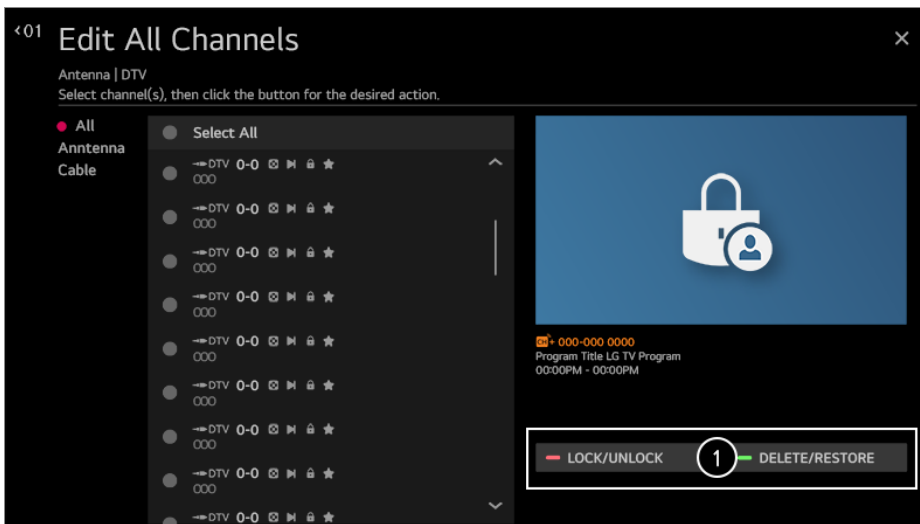 ‹01 Edit All Channels
Antenna | DTV
Select channel(s), then click the button for the desired action.
All
Anntenna
Cable
Select All
DTV 0-0
000
DTV 0-0
000
DTV 0-0
000
DTV 0-0
000
DTV 0-0
000
DTV 0-0
000
DTV 0-0
000
DTV 0-0
000
DTV 0-0
CH + 000-000 0000
Program Title LG TV Program
00:00PM - 00:00PM
LOCK/UNLOCK 1 DELETE/RESTORE